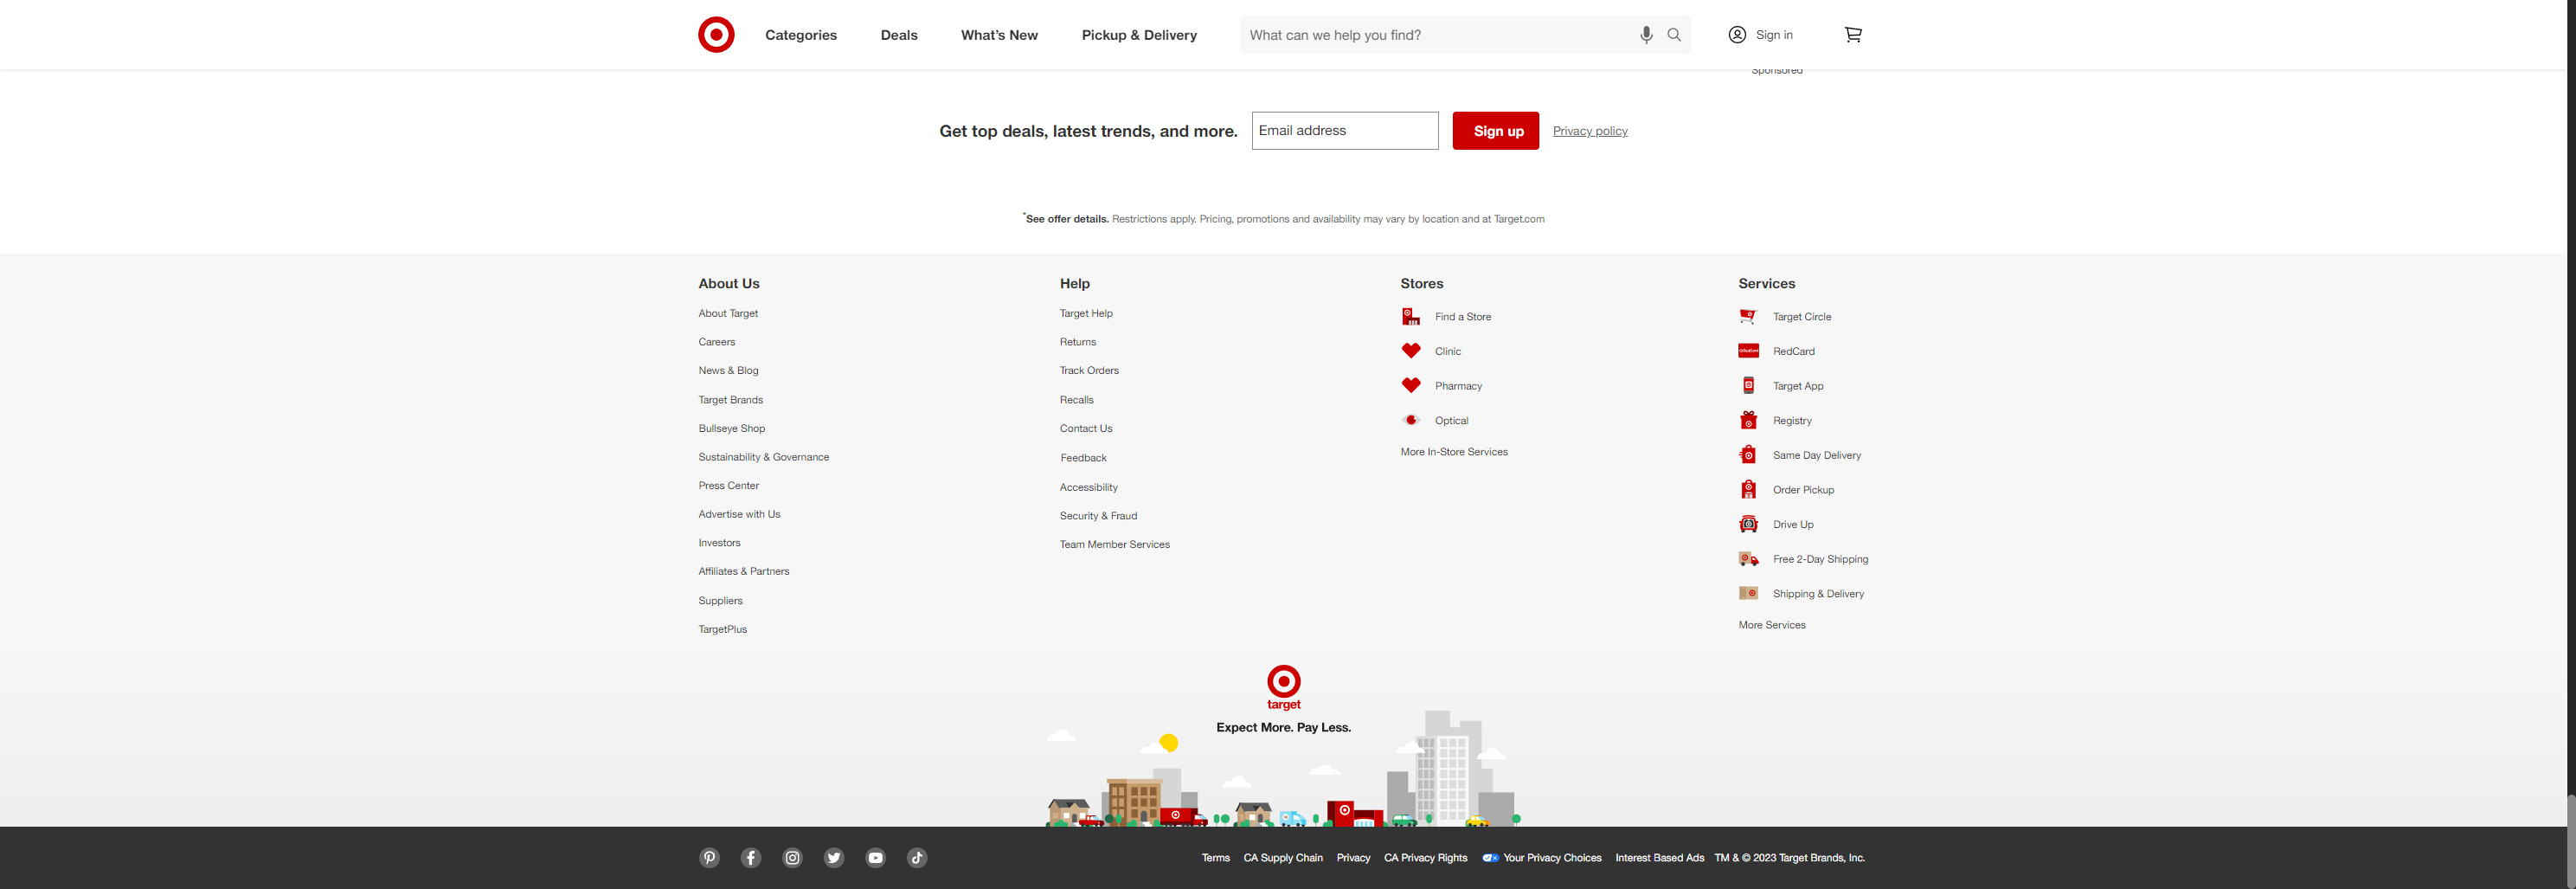 Categories
Deals
What's New
Pickup & Delivery
What can we help you find?
Sign in
Sponsored
Get top deals, latest trends, and more.
Email address
Sign up
Privacy policy
*See offer details. Restrictions apply. Pricing, promotions and availability may vary by location and at Target.com
About Us
About Target
Careers
News & Blog
Target Brands
Bullseye Shop
Sustainability & Governance
Press Center
Advertise with Us
Investors
Affiliates & Partners
Suppliers
TargetPlus
Help
Target Help
Returns
Track Orders
Recalls
Contact Us
Feedback
Accessibility
Security & Fraud
Team Member Services
Stores
Find a Store
Clinic
Pharmacy
Optical
More In-Store Services
Services
Target Circle
RedCard
Target App
Registry
Same Day Delivery
Order Pickup
Drive Up
Free 2-Day Shipping
Shipping & Delivery
More Services
target
Expect More. Pay Less.
Terms
CA Supply Chain
Privacy
CA Privacy Rights
Your Privacy Choices
Interest Based Ads
TM & © 2023 Target Brands, Inc.